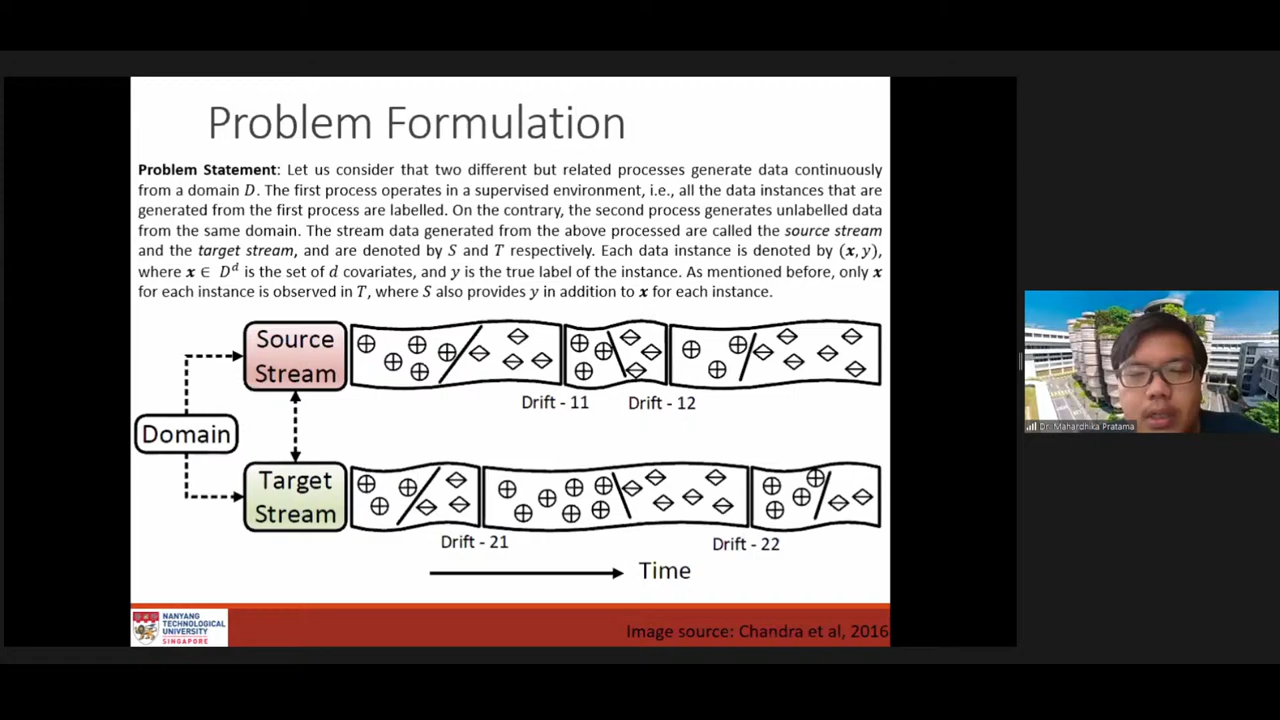 Problem Formulation
Problem Statement: Let us consider that two different but related processes generate data continuously
from a domain D. The first process operates in a supervised environment, i.e., all the data instances that are
generated from the first process are labelled. On the contrary, the second process generates unlabelled data
from the same domain. The stream data generated from the above processed are called the source stream
and the target stream, and are denoted by S and T respectively. Each data instance is denoted by (x, y),
where x ∈ Dᵈ is the set of d covariates, and y is the true label of the instance. As mentioned before, only x
for each instance is observed in T, where S also provides y in addition to x for each instance.
Source
Stream
Drift - 11
Drift - 12
Domain
Target
Stream
Drift - 21
Drift - 22
Time
NANYANG
TECHNOLOGICAL
UNIVERSITY
SINGAPORE
Image source: Chandra et al, 2016
Dr. Mahardhika Pratama